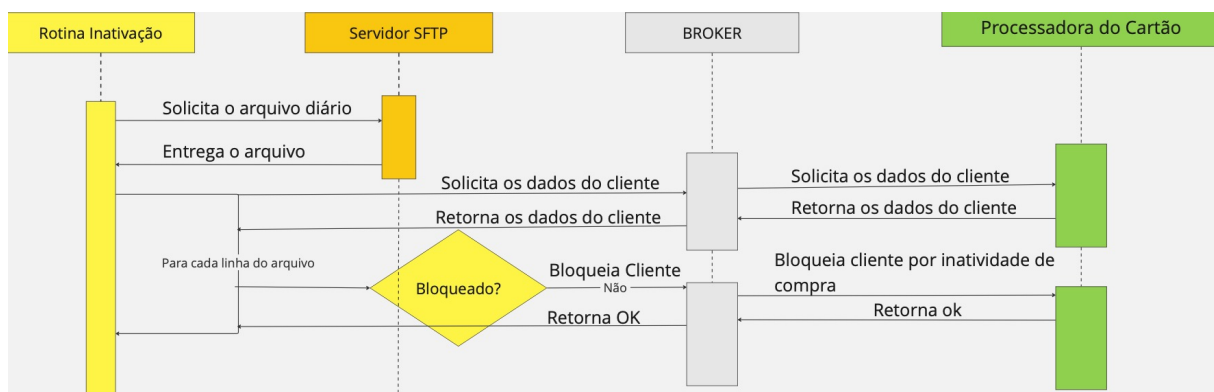 Rotina Inativação
Servidor SFTP
BROKER
Processadora do Cartão
Solicita o arquivo diário
Entrega o arquivo
Solicita os dados do cliente
Solicita os dados do cliente
Retorna os dados do cliente
Retorna os dados do cliente
Para cada linha do arquivo
Bloqueado?
Bloqueia Cliente
Não
Bloqueia cliente por inatividade de
compra
Retorna OK
Retorna ok